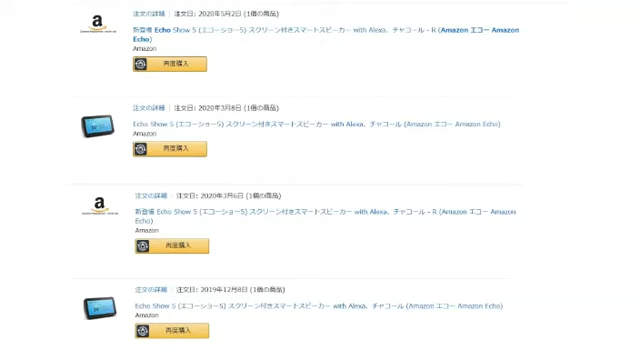 注文の詳細 | 注文日: 2020年5月2日 (1個の商品)
新登場 Echo Show 5 (エコーショー5) スクリーン付きスマートスピーカー with Alexa、チャコール - R (Amazon エコー Amazon
Echo)
Amazon
再度購入
注文の詳細 | 注文日: 2020年3月8日 (1個の商品)
Echo Show 5 (エコーショー5) スクリーン付きスマートスピーカー with Alexa、チャコール (Amazon エコー Amazon Echo)
Amazon
再度購入
注文の詳細 | 注文日: 2020年3月6日 (1個の商品)
新登場 Echo Show 5 (エコーショー5) スクリーン付きスマートスピーカー with Alexa、チャコール - R (Amazon エコー Amazon
Echo)
Amazon
再度購入
注文の詳細 | 注文日: 2019年12月8日 (1個の商品)
Echo Show 5 (エコーショー5) スクリーン付きスマートスピーカー with Alexa、チャコール (Amazon エコー Amazon Echo)
Amazon
再度購入